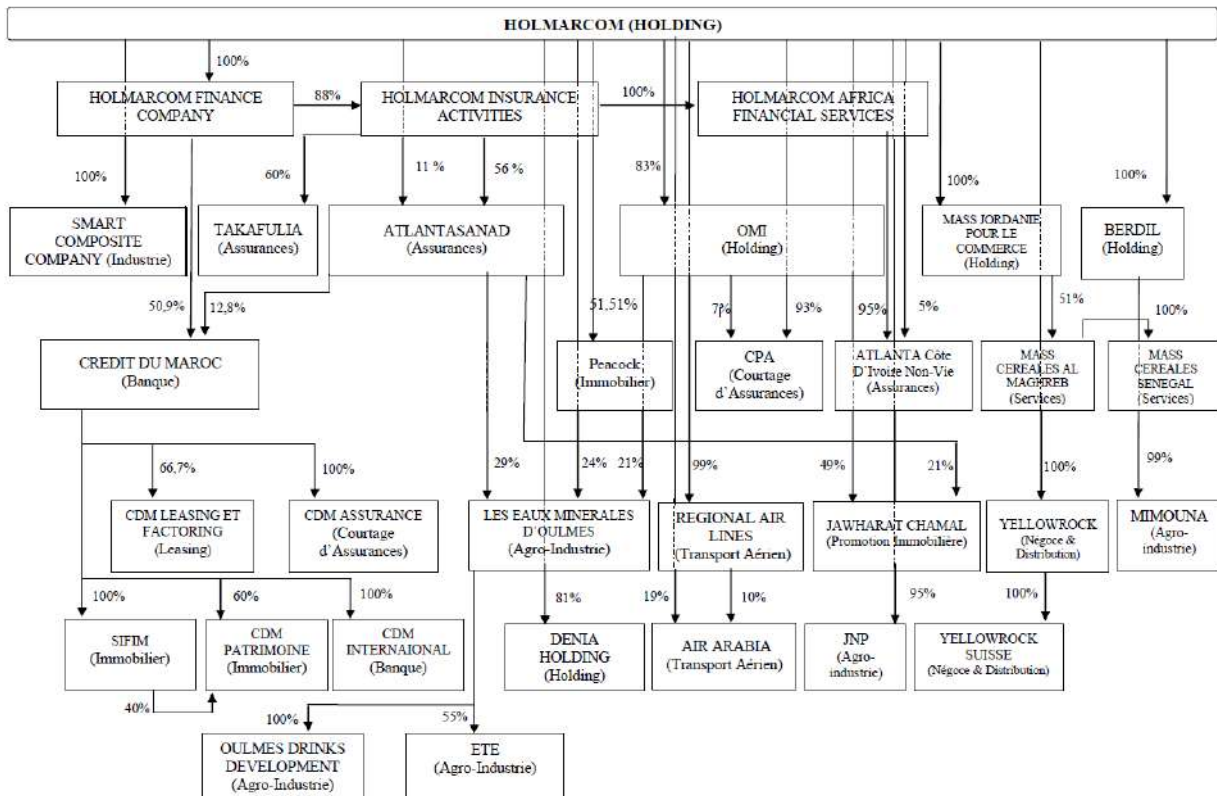 HOLMARCOM (HOLDING)
100%
HOLMARCOM FINANCE
COMPANY
88%
HOLMARCOM INSURANCE
ACTIVITIES
100%
HOLMARCOM AFRICA
FINANCIAL SERVICES
100%
60%
11 %
56 %
83%
100%
100%
SMART
COMPOSITE
COMPANY (Industrie)
TAKAFULIA
(Assurances)
ATLANTASANAD
(Assurances)
OMI
(Holding)
MASS JORDANIE
POUR LE
COMMERCE
(Holding)
BERDIL
(Holding)
50,9%
12,8%
51,51%
7%
93%
95%
5%
51%
100%
CREDIT DU MAROC
(Banque)
Peacock
(Immobilier)
CPA
(Courtage
d'Assurances)
ATLANTA Côte
D'Ivoire Non-Vie
(Assurances)
MASS
CEREALES AL
MAGHREB
(Services)
MASS
CEREALES
SENEGAL
(Services)
66,7%
100%
29%
24%
21%
99%
49%
21%
100%
99%
CDM LEASING ET
FACTORING
(Leasing)
CDM ASSURANCE
(Courtage
d'Assurances)
LES EAUX MINERALES
D'OULMES
(Agro-Industrie)
REGIONAL AIR
LINES
(Transport Aérien)
JAWHARAT CHAMAL
(Promotion Immobilière)
YELLOWROCK
(Négoce &
Distribution)
MIMOUNA
(Agro-
industrie)
100%
60%
100%
81%
19%
10%
95%
100%
SIFIM
(Immobilier)
CDM
PATRIMOINE
(Immobilier)
CDM
INTERNAIONAL
(Banque)
DENIA
HOLDING
(Holding)
AIR ARABIA
(Transport Aérien)
JNP
(Agro-
industrie)
YELLOWROCK
SUISSE
(Négoce & Distribution)
40%
100%
55%
OULMES DRINKS
DEVELOPMENT
(Agro-Industrie)
ETE
(Agro-Industrie)